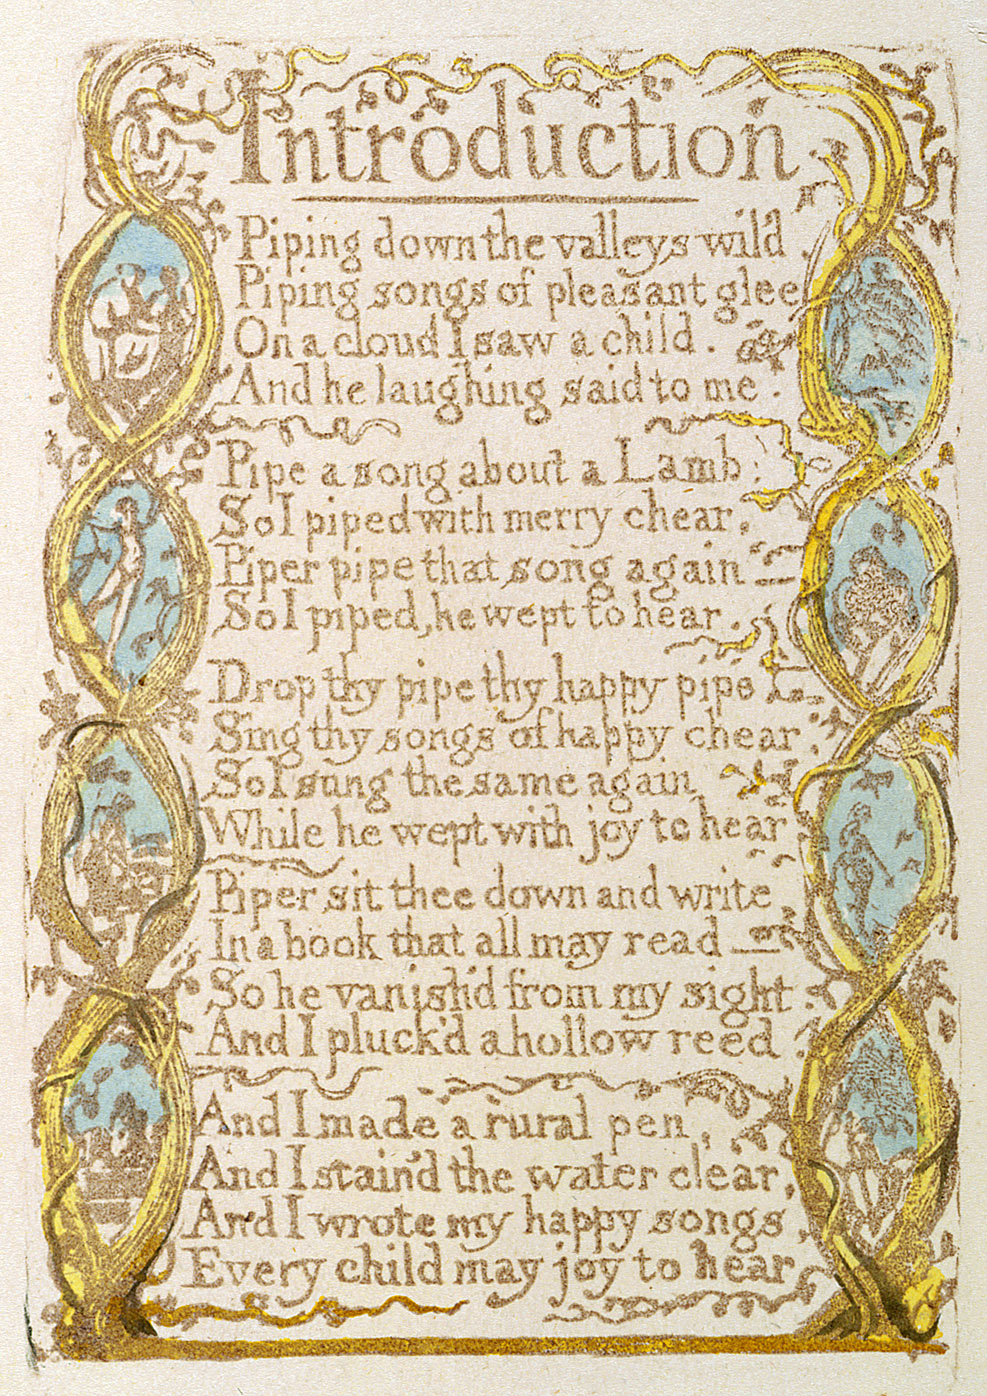 Introduction
Piping down the valleys wild
Piping songs of pleasant glee
On a cloud I saw a child.
And he laughing said to me.
Pipe a song about a Lamb:
So I piped with merry chear,
Piper pipe that song again—
So I piped, he wept to hear.
Drop thy pipe thy happy pipe
Sing thy songs of happy chear,
So I sung the same again
While he wept with joy to hear
Piper sit thee down and write
In a book that all may read—
So he vanish'd from my sight.
And I pluck'd a hollow reed.
And I made a rural pen,
And I stain'd the water clear,
And I wrote my happy songs
Every child may joy to hear